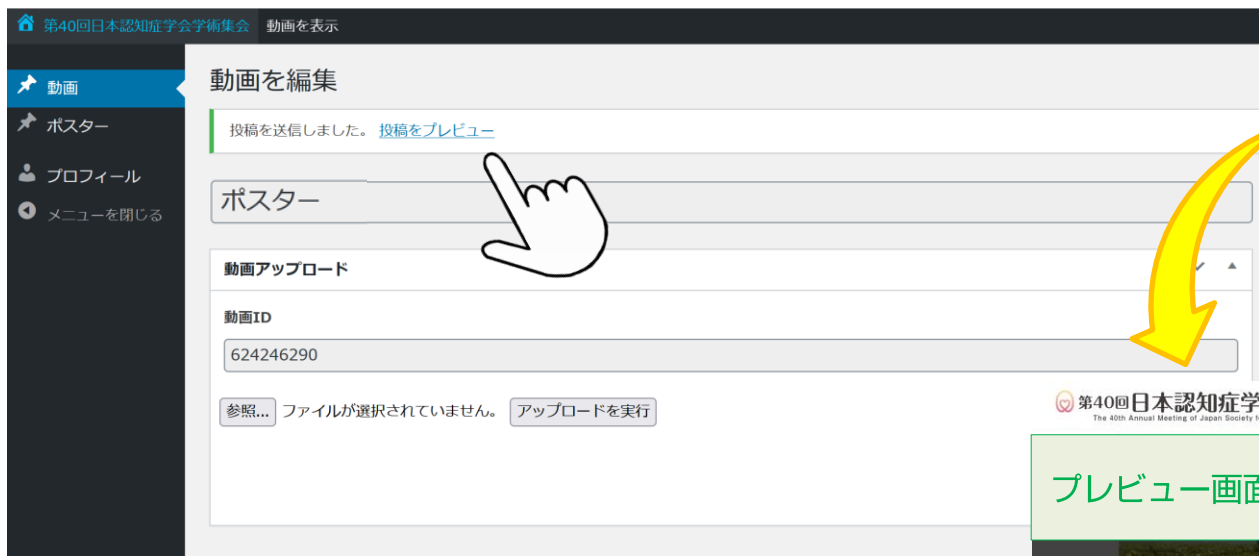 第40回日本認知症学会学術集会 動画を表示
動画
ポスター
プロフィール
メニューを閉じる
動画を編集
投稿を送信しました。 投稿をプレビュー
ポスター
動画アップロード
動画ID
624246290
参照... ファイルが選択されていません。 アップロードを実行
第40回日本認知症学
The 40th Annual Meeting of Japan Society f
プレビュー画面